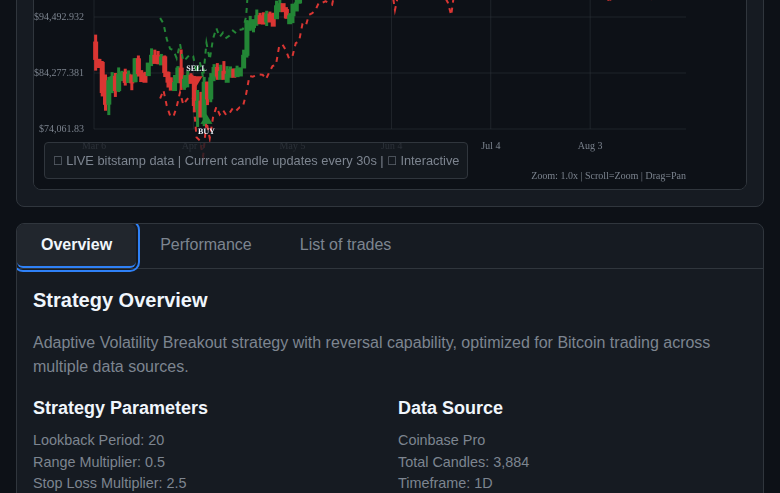 $94,492.932
$84,277.381
SELL
BUY
$74,061.83
Mar 6 Apr May 5 Jun 4 Jul 4 Aug 3
LIVE bitstamp data | Current candle updates every 30s | Interactive
Zoom: 1.0x | Scroll=Zoom | Drag=Pan
Overview Performance List of trades
Strategy Overview
Adaptive Volatility Breakout strategy with reversal capability, optimized for Bitcoin trading across
multiple data sources.
Strategy Parameters
Lookback Period: 20
Range Multiplier: 0.5
Stop Loss Multiplier: 2.5
Data Source
Coinbase Pro
Total Candles: 3,884
Timeframe: 1D